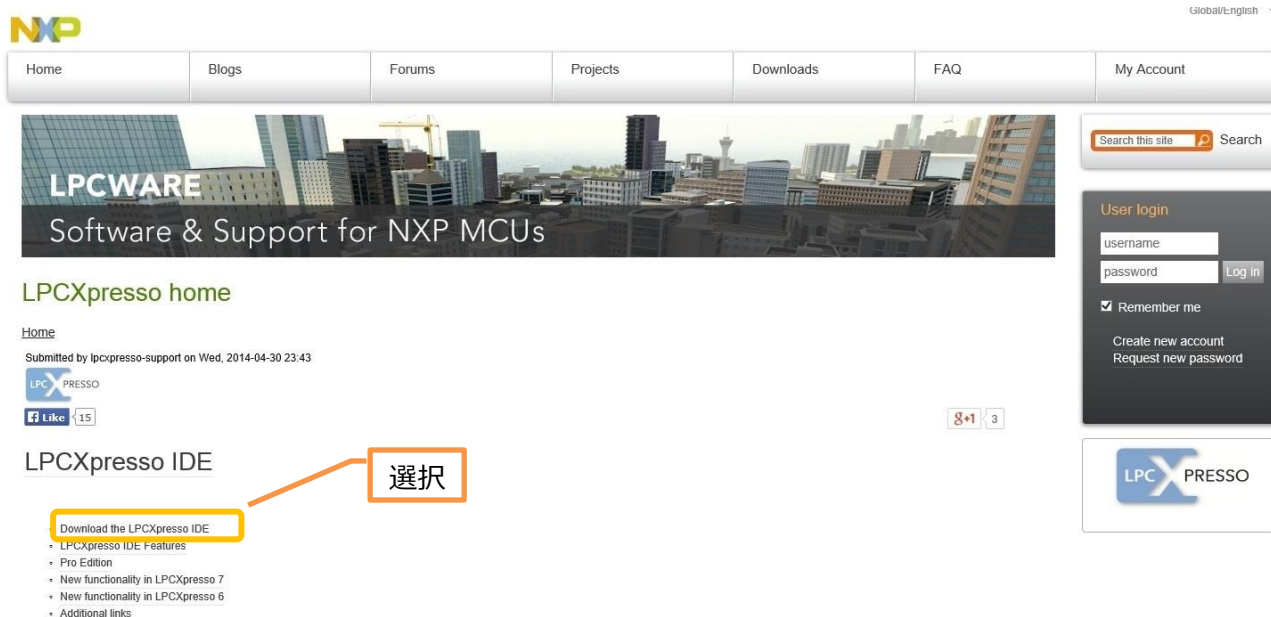 Global/English
NXP
Home Blogs Forums Projects Downloads FAQ My Account
LPCWARE
Software & Support for NXP MCUs
Search this site Search
User login
username
password Log in
Remember me
Create new account
Request new password
LPCXpresso home
Home
Submitted by lpcxpresso-support on Wed, 2014-04-30 23:43
LPCXPRESSO
Like 15
g+1 3
LPCXpresso IDE
選択
LPCXPRESSO
Download the LPCXpresso IDE
LPCXpresso IDE Features
Pro Edition
New functionality in LPCXpresso 7
New functionality in LPCXpresso 6
Additional links